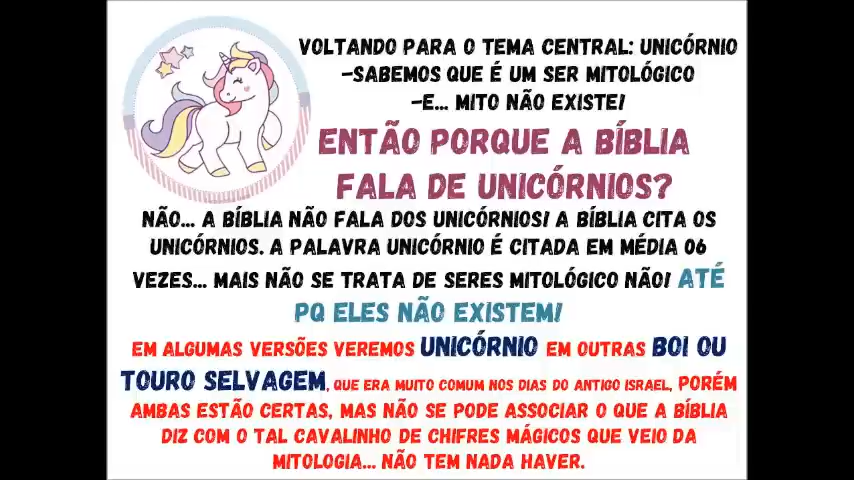 VOLTANDO PARA O TEMA CENTRAL: UNICÓRNIO
-SABEMOS QUE É UM SER MITOLÓGICO
-E... MITO NÃO EXISTE!
ENTÃO PORQUE A BÍBLIA
FALA DE UNICÓRNIOS?
NÃO... A BÍBLIA NÃO FALA DOS UNICÓRNIOS! A BÍBLIA CITA OS
UNICÓRNIOS. A PALAVRA UNICÓRNIO É CITADA EM MÉDIA 06
VEZES... MAIS NÃO SE TRATA DE SERES MITOLÓGICO NÃO! ATÉ
PQ ELES NÃO EXISTEM!
EM ALGUMAS VERSÕES VEREMOS UNICÓRNIO EM OUTRAS BOI OU
TOURO SELVAGEM, QUE ERA MUITO COMUM NOS DIAS DO ANTIGO ISRAEL, PORÉM
AMBAS ESTÃO CERTAS, MAS NÃO SE PODE ASSOCIAR O QUE A BÍBLIA
DIZ COM O TAL CAVALINHO DE CHIFRES MÁGICOS QUE VEIO DA
MITOLOGIA... NÃO TEM NADA HAVER.